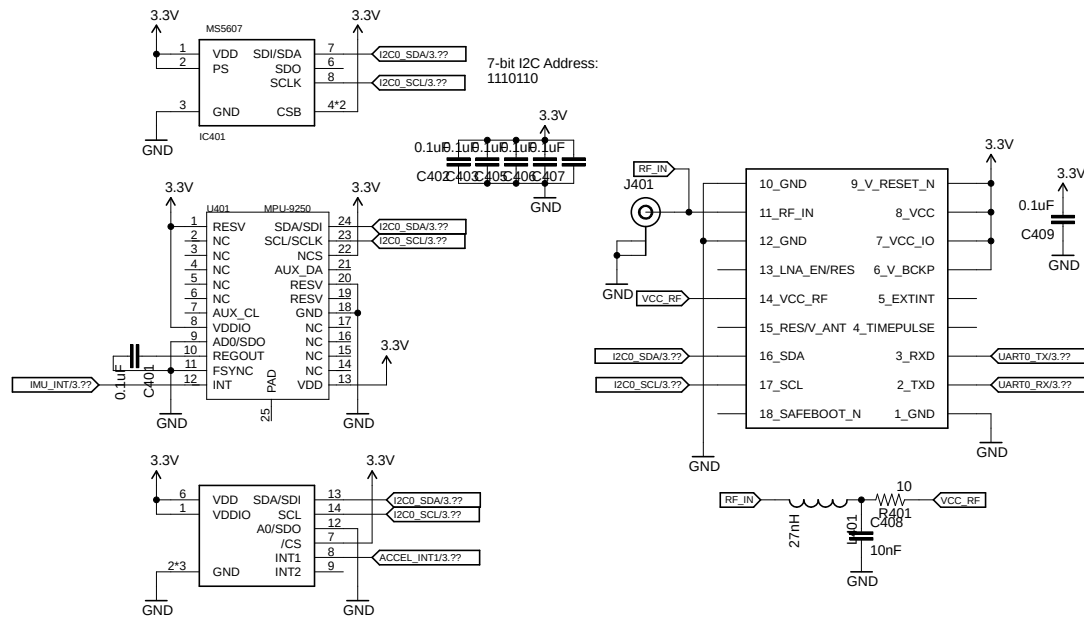 3.3V
MS5607
3.3V
1 VDD SDI/SDA 7 I2C0_SDA/3.??
2 PS SDO 6
SCLK 8 I2C0_SCL/3.??
3 GND CSB 4*2
IC401
GND
7-bit I2C Address:
1110110
3.3V
0.1uF 0.1uF 0.1uF 0.1uF 0.1uF
C402 C403 C405 C406 C407
GND
3.3V
U401 MPU-9250
3.3V
1 RESV SDA/SDI 24 I2C0_SDA/3.??
2 NC SCL/SCLK 23 I2C0_SCL/3.??
3 NC NCS 22
4 NC AUX_DA 21
5 NC RESV 20
6 NC RESV 19
7 AUX_CL GND 18
8 VDDIO NC 17
9 AD0/SDO NC 16
10 REGOUT NC 15
11 FSYNC NC 14
12 INT VDD 13
IMU_INT/3.??
0.1uF
C401
PAD
25
3.3V
GND
GND
3.3V
3.3V
6 VDD SDA/SDI 13 I2C0_SDA/3.??
1 VDDIO SCL 14 I2C0_SCL/3.??
A0/SDO 12
/CS 7
INT1 8 ACCEL_INT1/3.??
2*3 GND INT2 9
GND
GND
RF_IN
J401
GND
3.3V
10_GND 9_V_RESET_N
11_RF_IN 8_VCC
12_GND 7_VCC_IO
13_LNA_EN/RES 6_V_BCKP
VCC_RF 14_VCC_RF 5_EXTINT
15_RES/V_ANT 4_TIMEPULSE
I2C0_SDA/3.?? 16_SDA 3_RXD UART0_TX/3.??
I2C0_SCL/3.?? 17_SCL 2_TXD UART0_RX/3.??
18_SAFEBOOT_N 1_GND
GND
GND
3.3V
0.1uF
C409
GND
RF_IN
27nH
L401
10
R401
VCC_RF
C408
10nF
GND